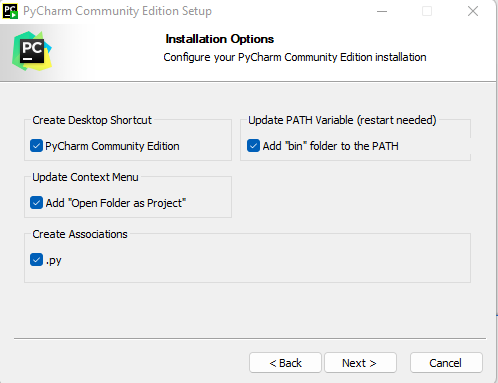 PyCharm Community Edition Setup
PC
Installation Options
Configure your PyCharm Community Edition installation
Create Desktop Shortcut
PyCharm Community Edition
Update PATH Variable (restart needed)
Add "bin" folder to the PATH
Update Context Menu
Add "Open Folder as Project"
Create Associations
.py
< Back
Next >
Cancel